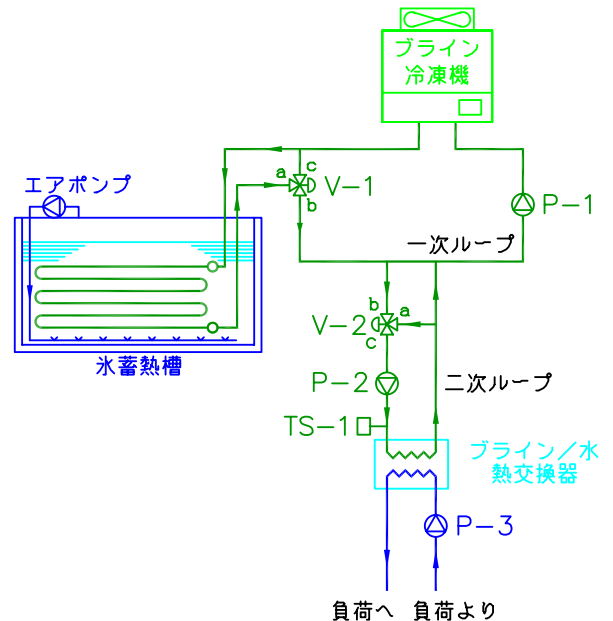 ブライン
冷凍機
エアポンプ
a
c
V-1
b
P-1
一次ループ
b
a
V-2
c
氷蓄熱槽
P-2
二次ループ
TS-1
ブライン/水
熱交換器
P-3
負荷へ
負荷より